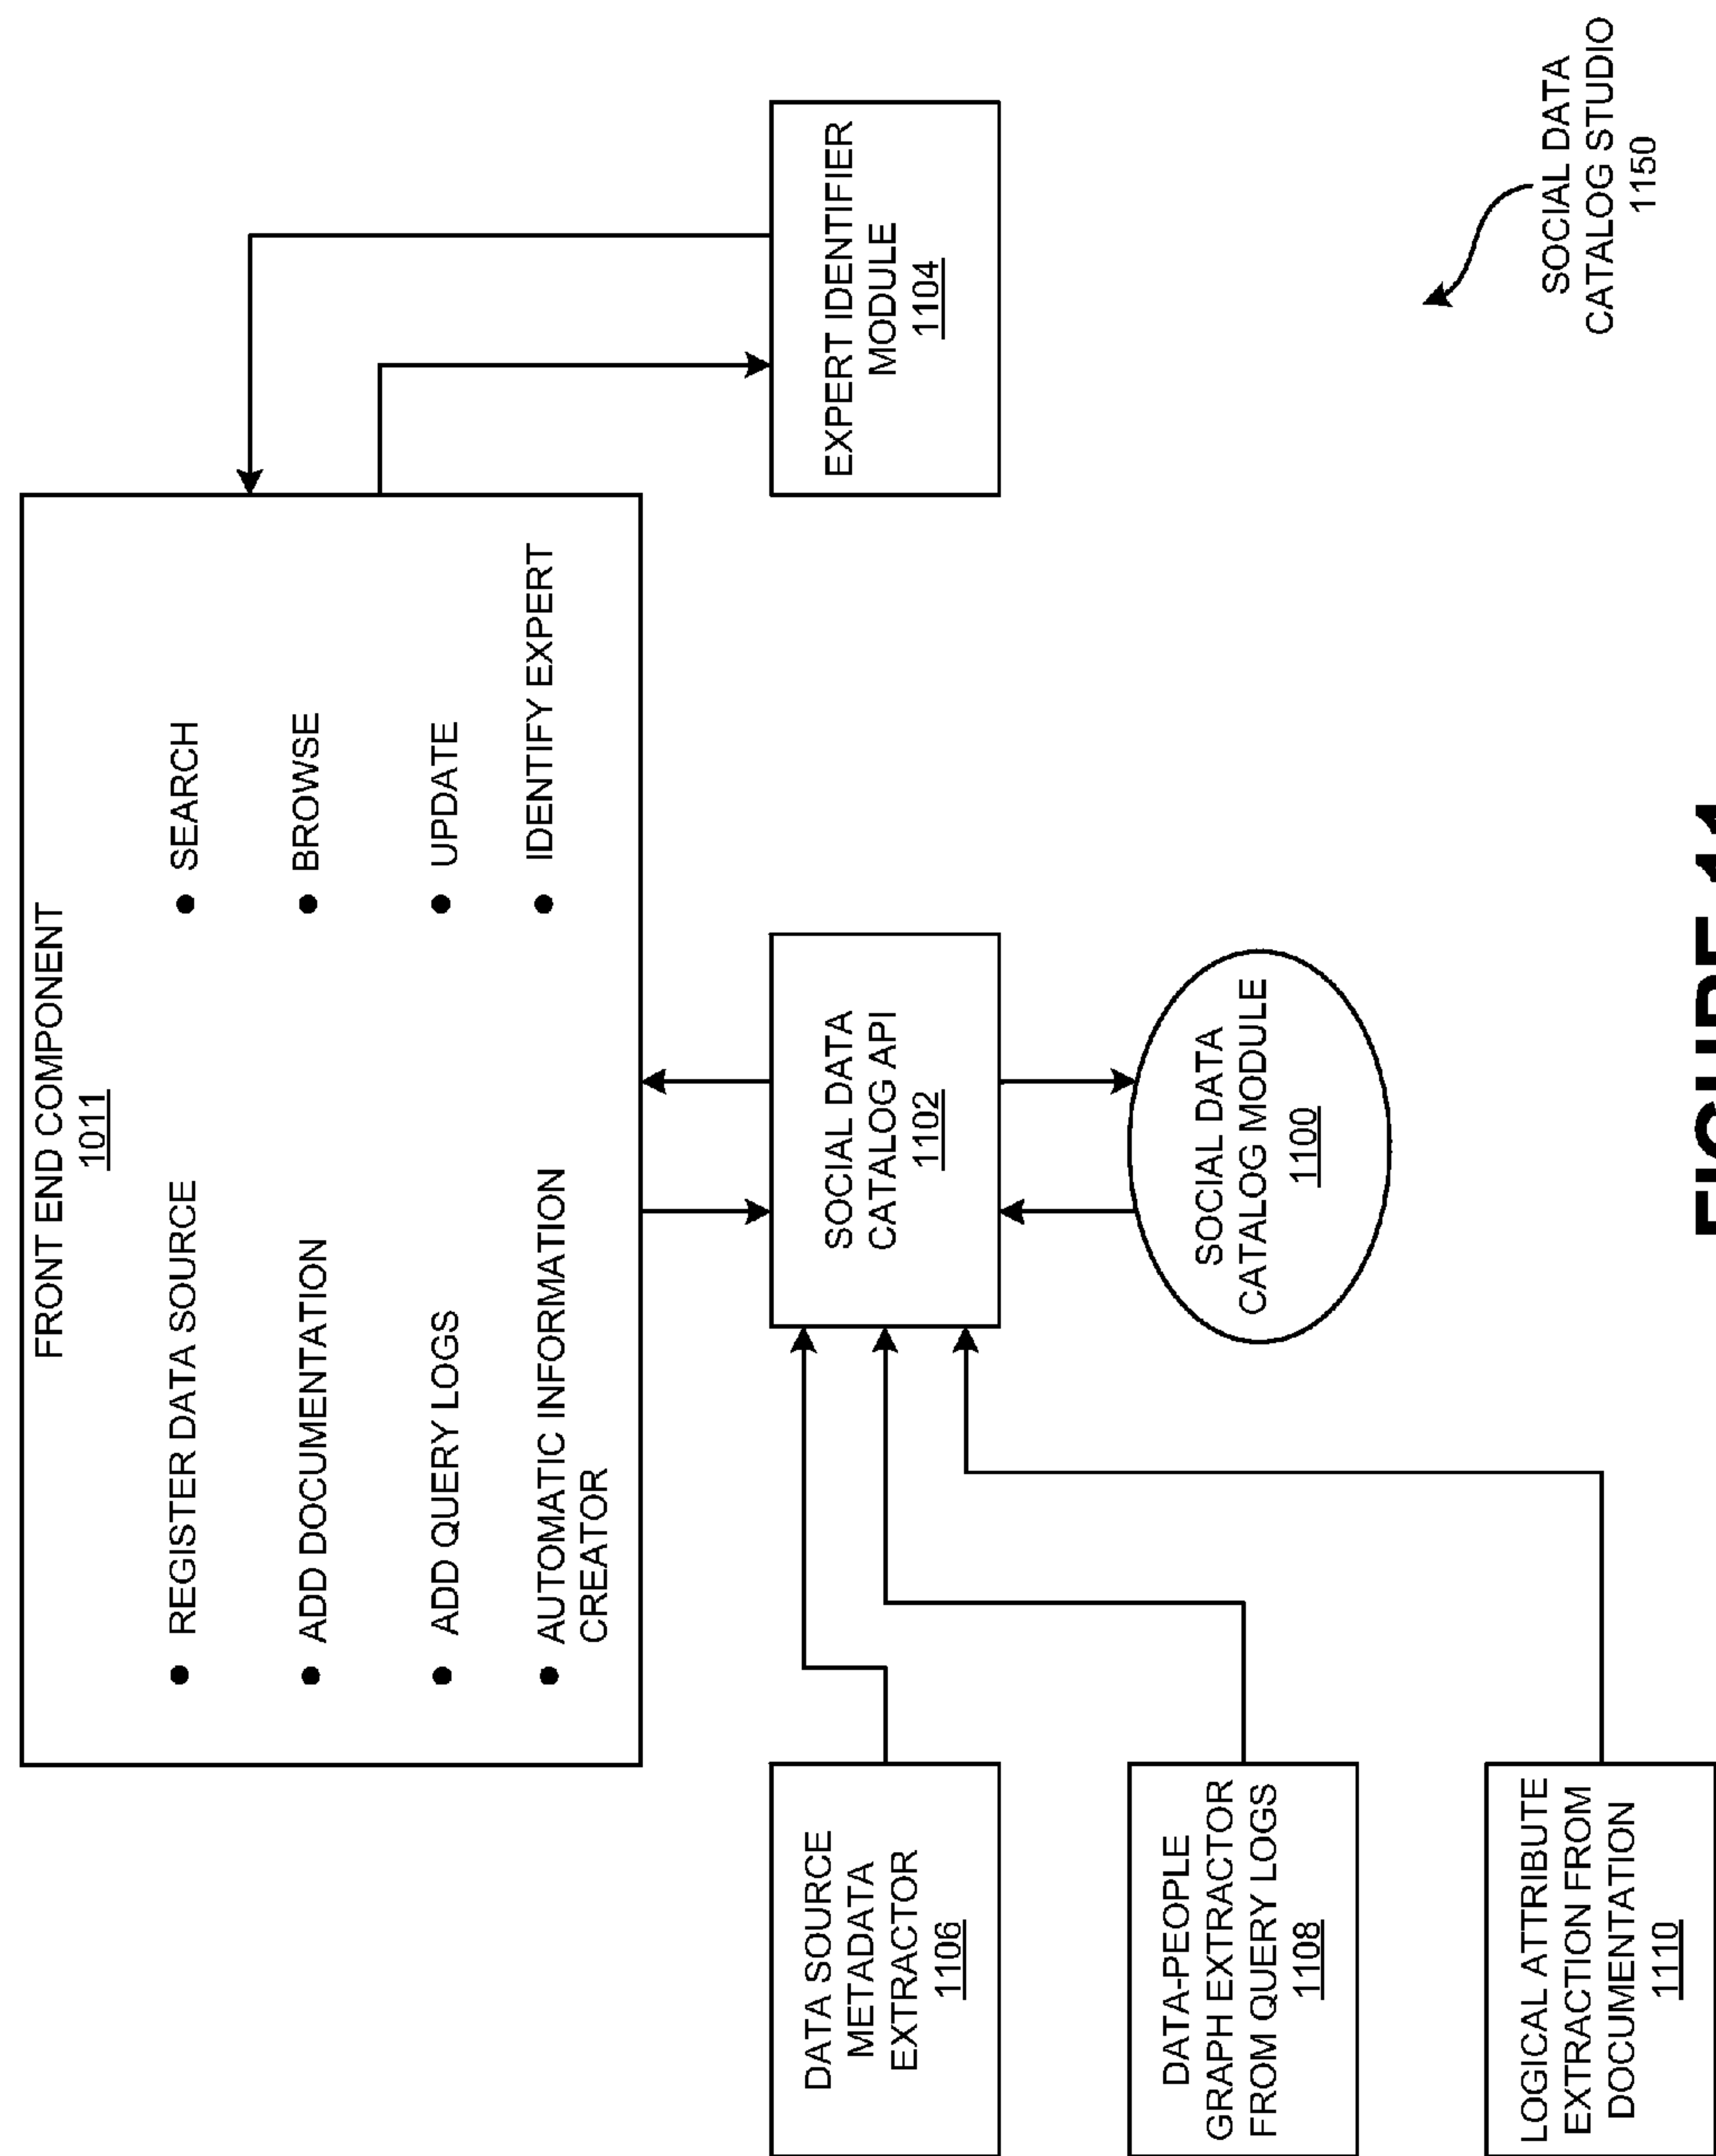 FRONT END COMPONENT
1011
● REGISTER DATA SOURCE
● ADD DOCUMENTATION
● ADD QUERY LOGS
● AUTOMATIC INFORMATION
CREATOR
● SEARCH
● BROWSE
● UPDATE
● IDENTIFY EXPERT
DATA SOURCE
METADATA
EXTRACTOR
1106
SOCIAL DATA
CATALOG API
1102
EXPERT IDENTIFIER
MODULE
1104
DATA-PEOPLE
GRAPH EXTRACTOR
FROM QUERY LOGS
1108
SOCIAL DATA
CATALOG MODULE
1100
LOGICAL ATTRIBUTE
EXTRACTION FROM
DOCUMENTATION
1110
SOCIAL DATA
CATALOG STUDIO
1150
FIGURE 11